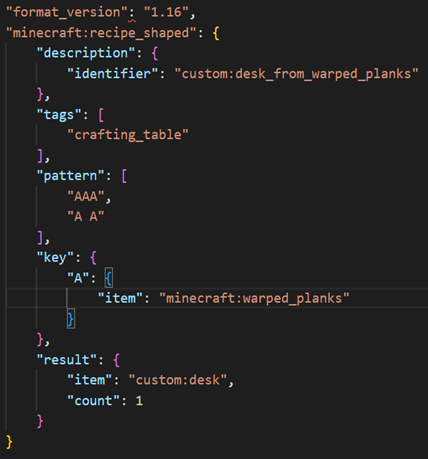 "format_version": "1.16",
"minecraft:recipe_shaped": {
    "description": {
        "identifier": "custom:desk_from_warped_planks"
    },
    "tags": [
        "crafting_table"
    ],
    "pattern": [
        "AAA",
        "A A"
    ],
    "key": {
        "A": {
            "item": "minecraft:warped_planks"
        }
    },
    "result": {
        "item": "custom:desk",
        "count": 1
    }
}